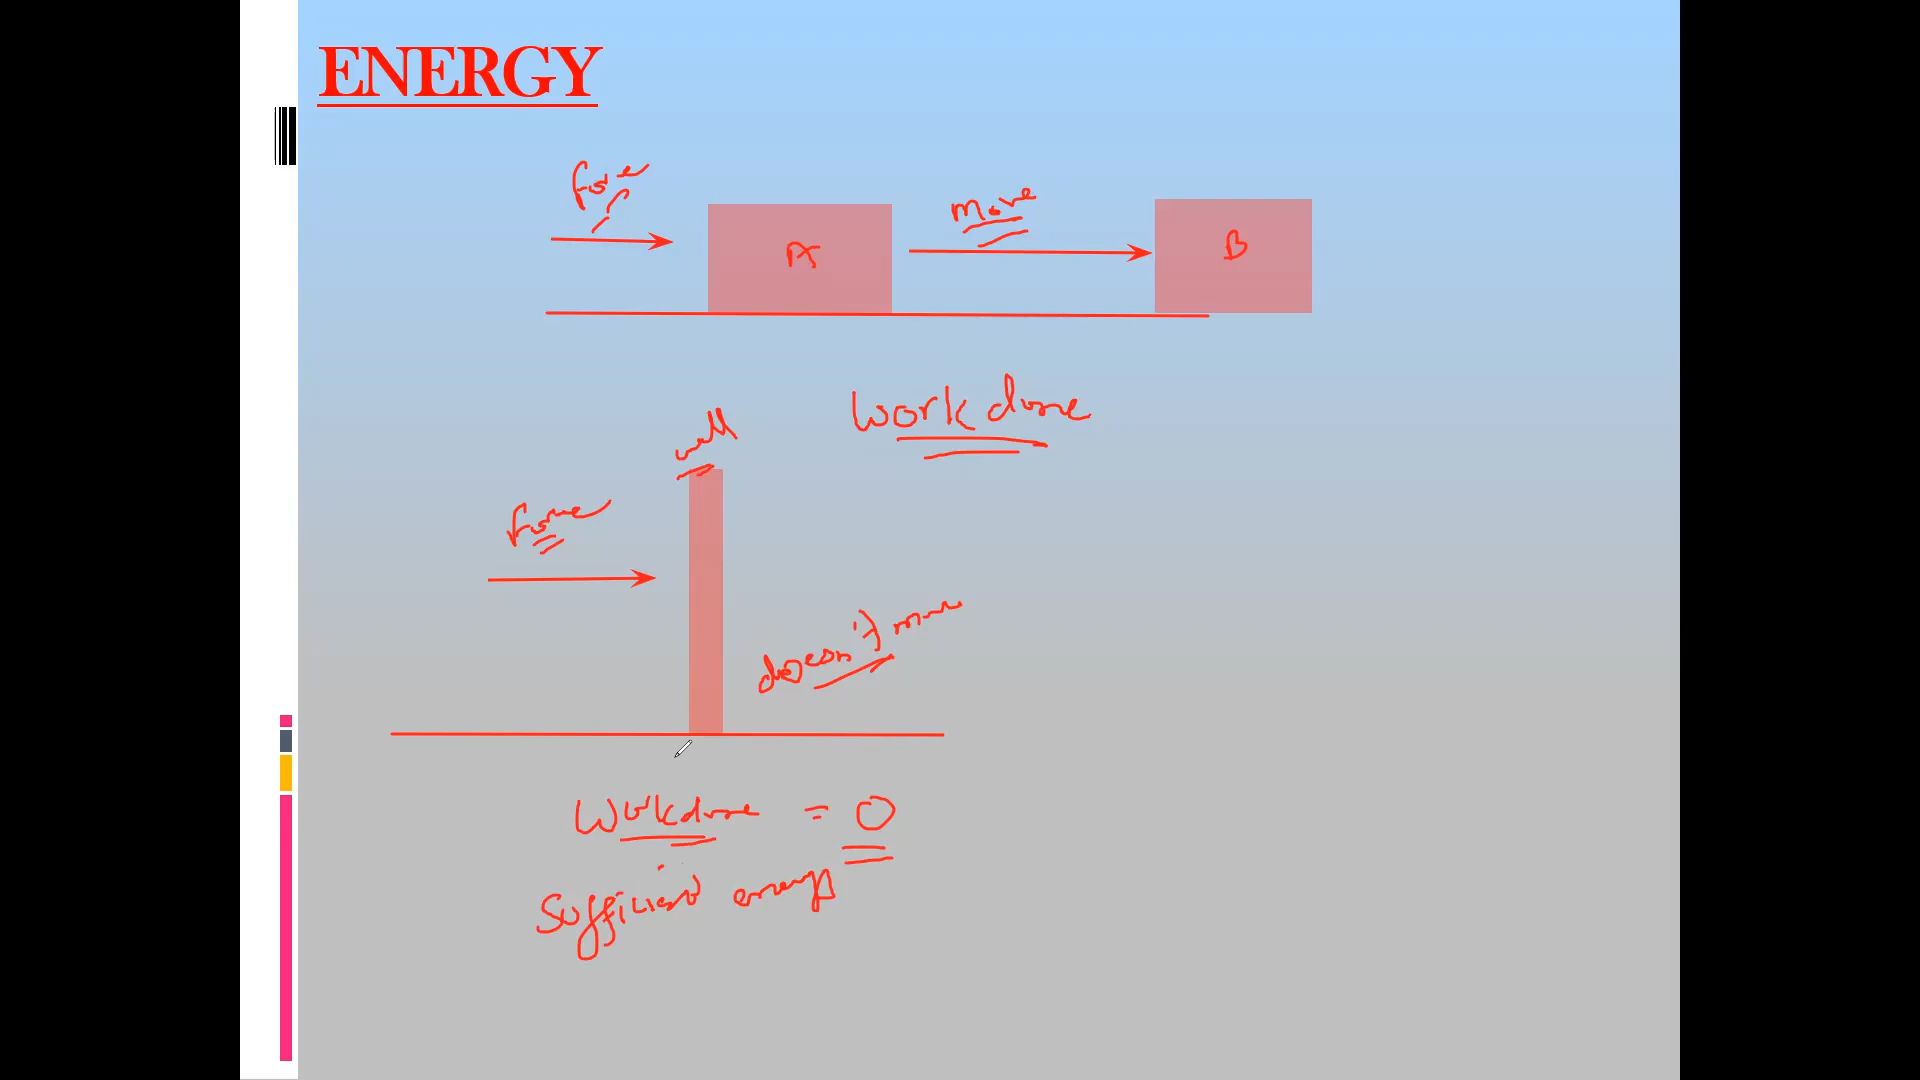 ENERGY
force
move
A
B
Work done
wall
force
doesn't move
Workdone = 0
Sufficient energy